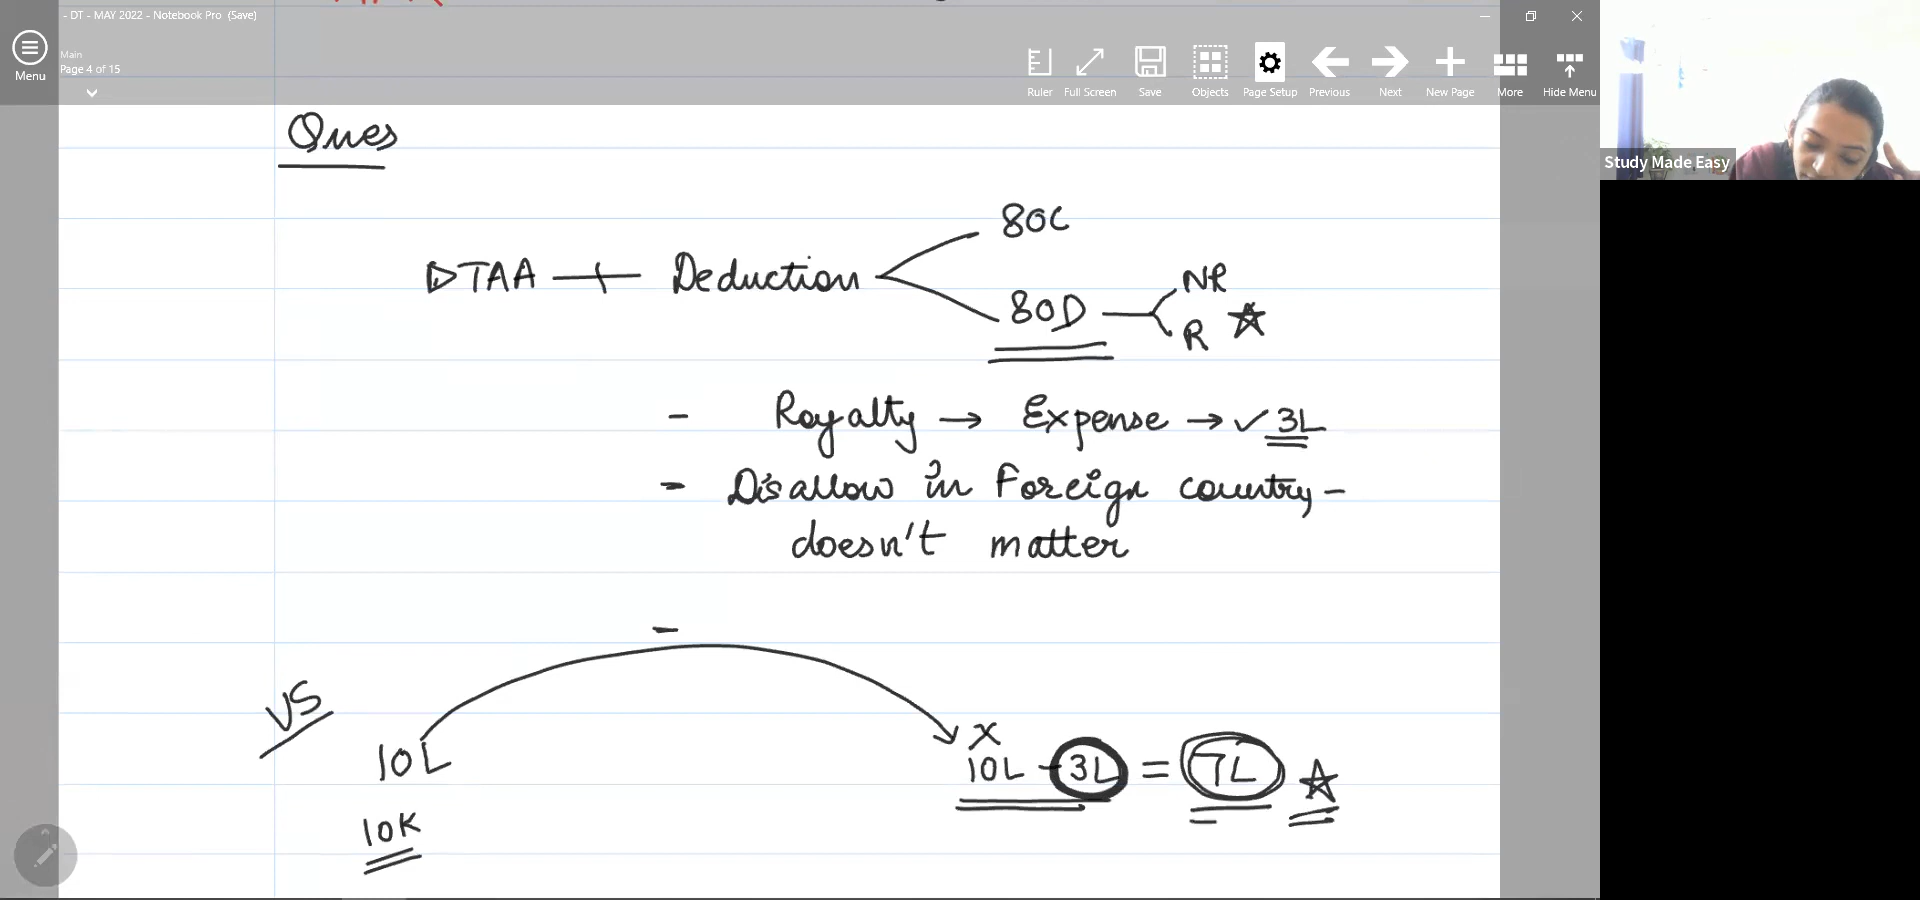 - DT - MAY 2022 - Notebook Pro (Save)
Menu
Main
Page 4 of 15
Ruler Full Screen Save Objects Page Setup Previous Next New Page More Hide Menu
Study Made Easy
Ques
80C
DTAA + Deduction
80D NR
R ☆
- Royalty → Expense → ✓ 3L
- Disallow in Foreign country -
doesn't matter
-
US
x
10L 10L - 3L = 7L ☆
10K